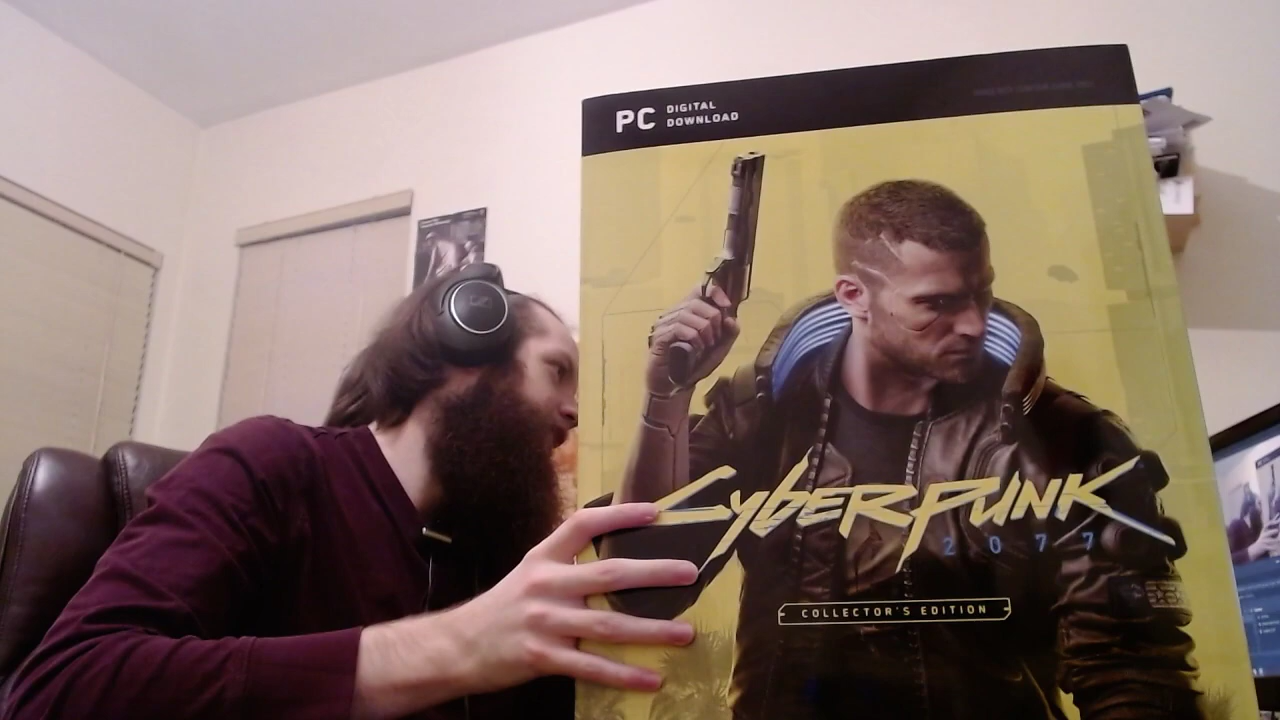 PC DIGITAL
DOWNLOAD
CYBERPUNK
2077
COLLECTOR'S EDITION